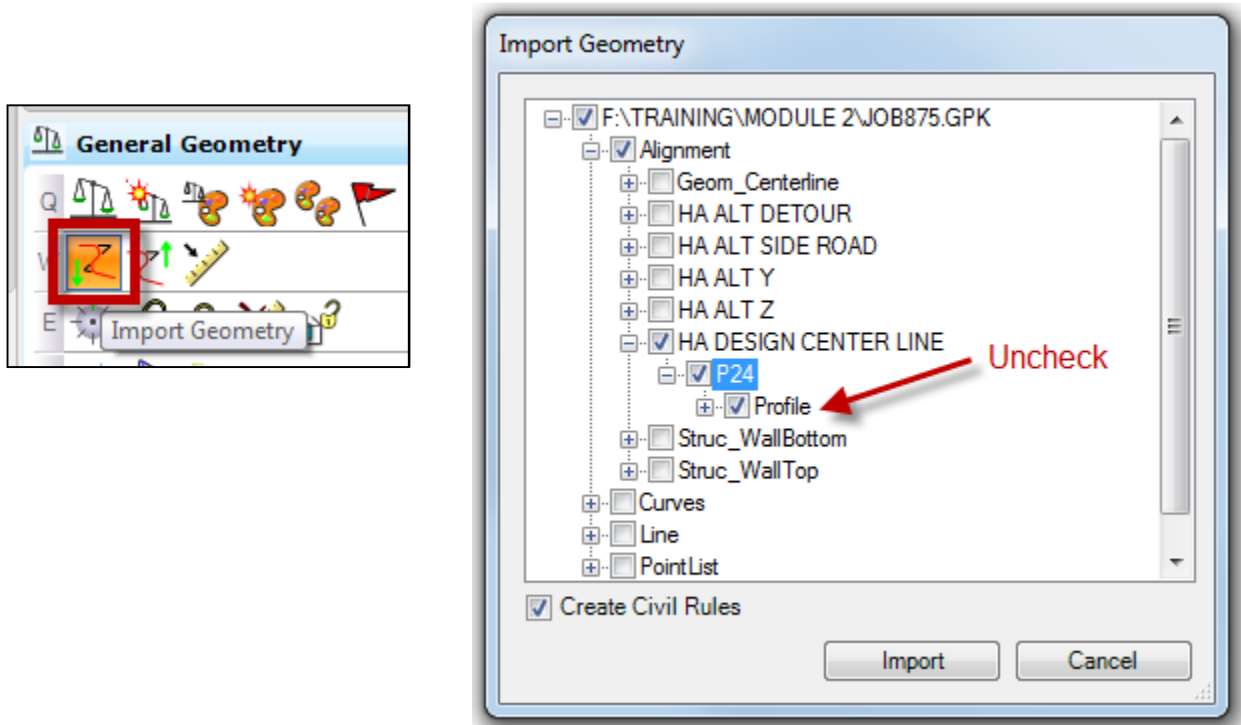 General Geometry
Q
W
E
Import Geometry
Import Geometry
F:\TRAINING\MODULE 2\JOB875.GPK
Alignment
Geom_Centerline
HA ALT DETOUR
HA ALT SIDE ROAD
HA ALT Y
HA ALT Z
HA DESIGN CENTER LINE
P24
Profile
Uncheck
Struc_WallBottom
Struc_WallTop
Curves
Line
PointList
Create Civil Rules
Import
Cancel